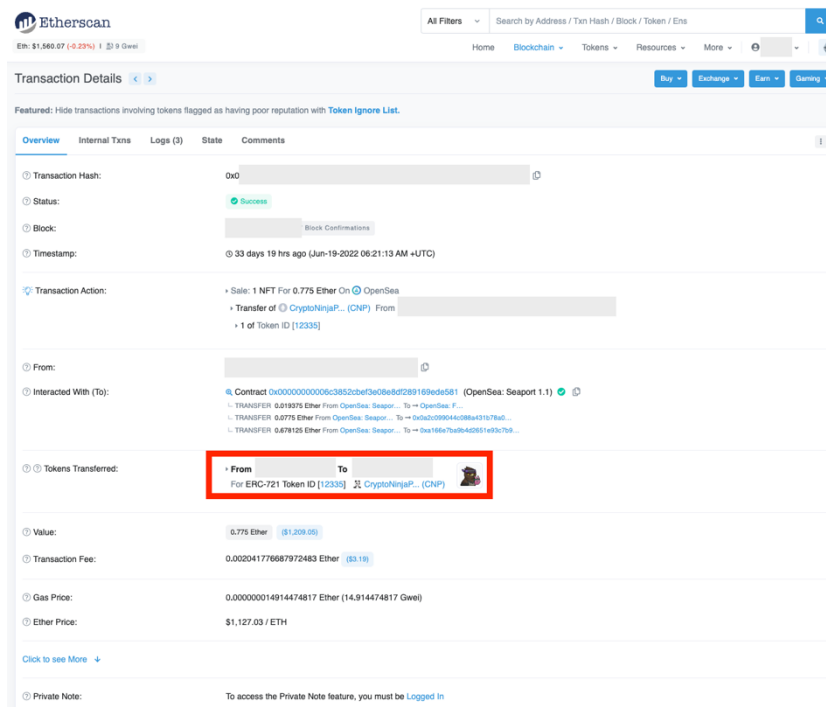 Etherscan
All Filters
Search by Address / Txn Hash / Block / Token / Ens
Eth: $1,560.07 (-0.23%) | 9 Gwei
Home Blockchain Tokens Resources More
Transaction Details
Buy Exchange Earn Gaming
Featured: Hide transactions involving tokens flagged as having poor reputation with Token Ignore List.
Overview Internal Txns Logs (3) State Comments
Transaction Hash: 0x0
Status: Success
Block: Block Confirmations
Timestamp: 33 days 19 hrs ago (Jun-19-2022 06:21:13 AM +UTC)
Transaction Action: Sale: 1 NFT For 0.775 Ether On OpenSea
Transfer of CryptoNinjaP... (CNP) From
1 of Token ID [12335]
From:
Interacted With (To): Contract 0x00000000006c3852cbef3e08e8df289169ede581 (OpenSea: Seaport 1.1)
TRANSFER 0.019375 Ether From OpenSea: Seapor... To → OpenSea: F...
TRANSFER 0.0775 Ether From OpenSea: Seapor... To → 0x0a2c099044c088a431b78a0...
TRANSFER 0.678125 Ether From OpenSea: Seapor... To → 0xa166e7ba9b4d2651e93c7b9...
Tokens Transferred: From To
For ERC-721 Token ID [12335] CryptoNinjaP... (CNP)
Value: 0.775 Ether ($1,209.05)
Transaction Fee: 0.002041776687972483 Ether ($3.19)
Gas Price: 0.000000014914474817 Ether (14.914474817 Gwei)
Ether Price: $1,127.03 / ETH
Click to see More
Private Note: To access the Private Note feature, you must be Logged In